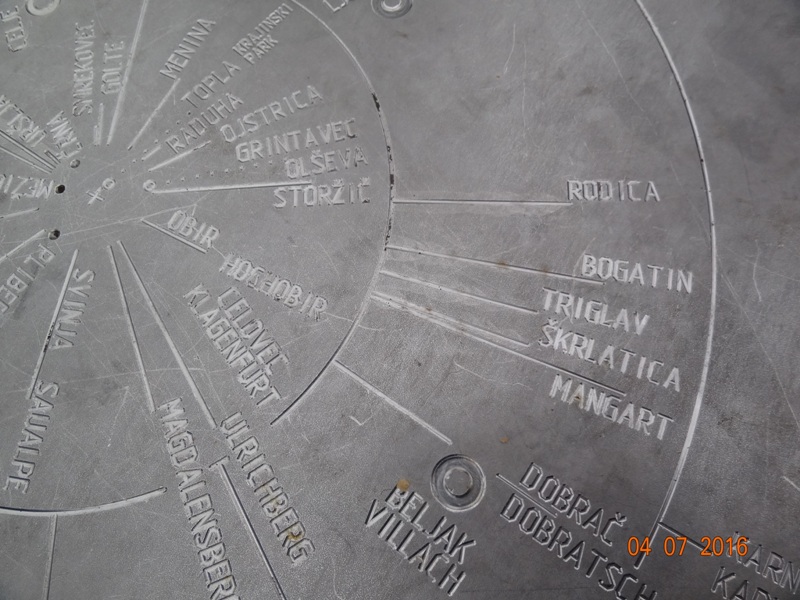 SMREKOVEC
GOLTE
MENINA
TOPLA KRAJINSKI
PARK
RADUHA
OJSTRICA
GRINTAVEC
OLŠEVA
STORŽIČ
RODICA
BOGATIN
TRIGLAV
ŠKRLATICA
MANGART
OBIR
HOCHOBIR
CELOVEC
KLAGENFURT
SVINJA
SAUALPE
MAGDALENSBERG
ULRICHBERG
BELJAK
VILLACH
DOBRAČ
DOBRATSCH
04 07 2016